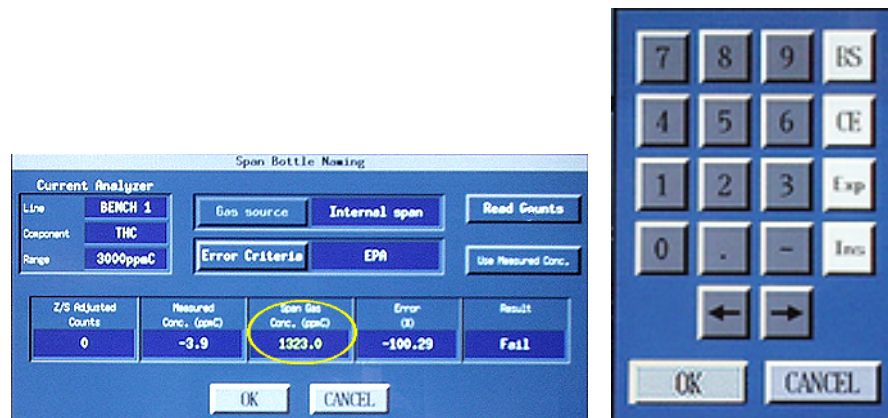 Span Bottle Naming
Current Analyzer
Line BENCH 1
Component THC
Range 3000ppmC
Gas source Internal span
Error Criteria EPA
Read Counts
Use Measured Conc.
Z/S Adjusted Counts
0
Measured Conc. (ppmC)
-3.9
Span Gas Conc. (ppmC)
1323.0
Error (%)
-100.29
Result
Fail
OK CANCEL
7 8 9 BS
4 5 6 CE
1 2 3 Exp
0 . - Ins
← →
OK CANCEL